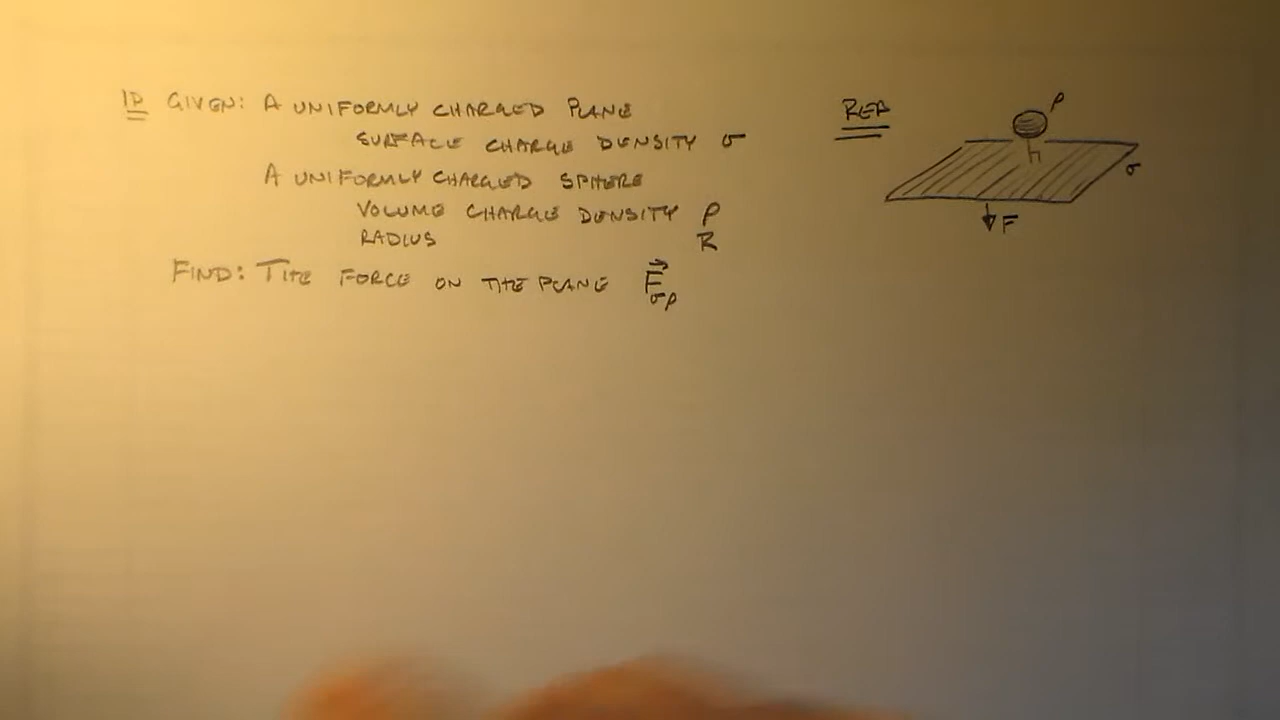 ID GIVEN: A UNIFORMLY CHARGED PLANE
SURFACE CHARGE DENSITY σ
A UNIFORMLY CHARGED SPHERE
VOLUME CHARGE DENSITY ρ
RADIUS R
FIND: THE FORCE ON THE PLANE F⃗σρ
REP
ρ
h
σ
F